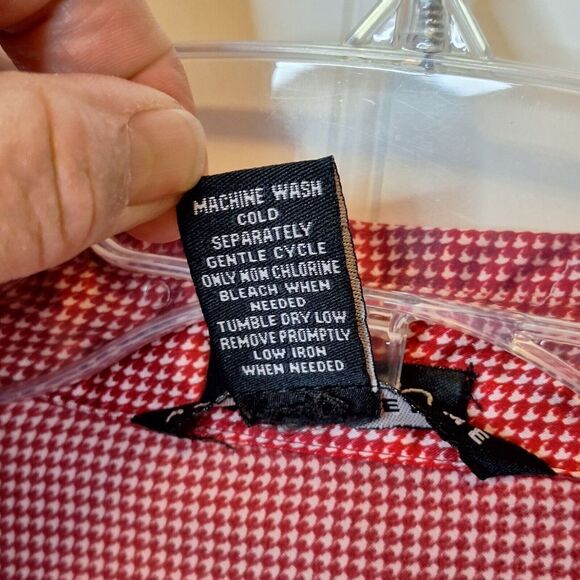 MACHINE WASH
COLD
SEPARATELY
GENTLE CYCLE
ONLY NON CHLORINE
BLEACH WHEN
NEEDED
TUMBLE DRY LOW
REMOVE PROMPTLY
LOW IRON
WHEN NEEDED